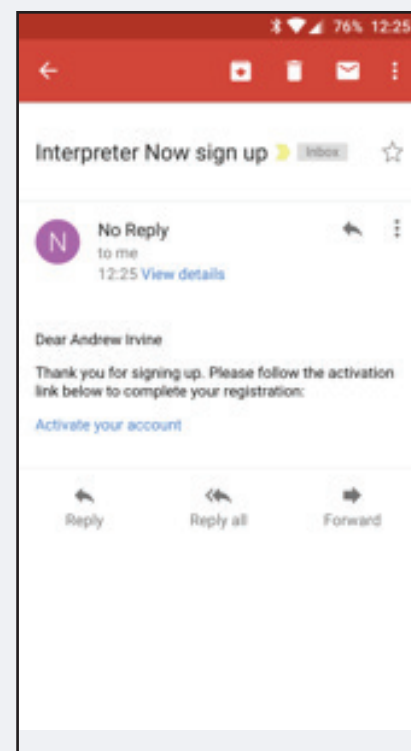 76% 12:25
Interpreter Now sign up Inbox
N
No Reply
to me
12:25 View details
Dear Andrew Irvine
Thank you for signing up. Please follow the activation
link below to complete your registration:
Activate your account
Reply Reply all Forward